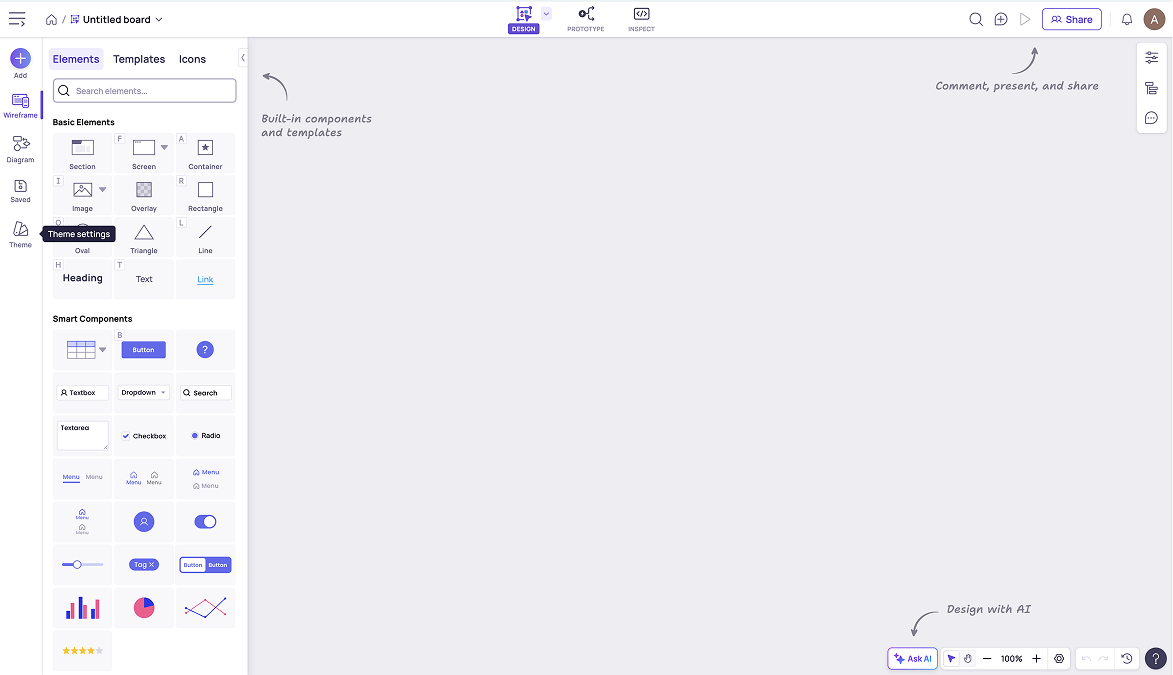 / Untitled board
DESIGN
PROTOTYPE
INSPECT
Share
A
Add
Wireframe
Diagram
Saved
Theme
Theme settings
Elements Templates Icons
Search elements...
Basic Elements
Section
F
Screen
A
Container
I
Image
Overlay
R
Rectangle
O
Oval
Triangle
L
Line
H
Heading
T
Text
Link
Smart Components
B
Button
?
Textbox
Dropdown
Search
Textarea
Checkbox
Radio
Menu Menu
Menu Menu
Menu
Menu
Menu
Menu
Tag
Button Button
Built-in components
and templates
Comment, present, and share
Design with AI
Ask AI
100%
?